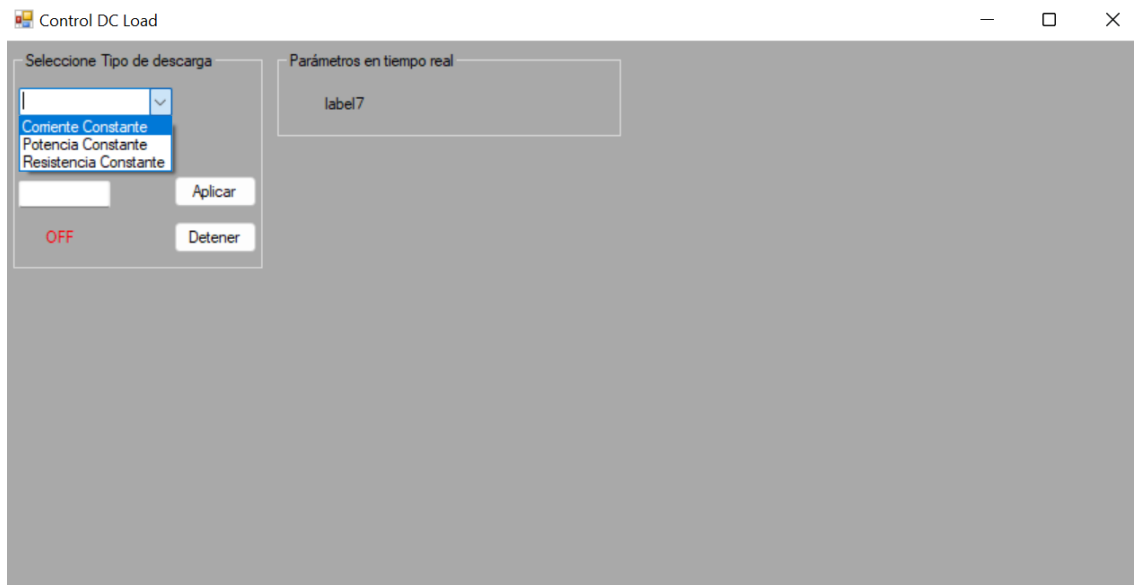 Control DC Load
Seleccione Tipo de descarga
Parámetros en tiempo real
label7
Corriente Constante
Potencia Constante
Resistencia Constante
Aplicar
OFF
Detener